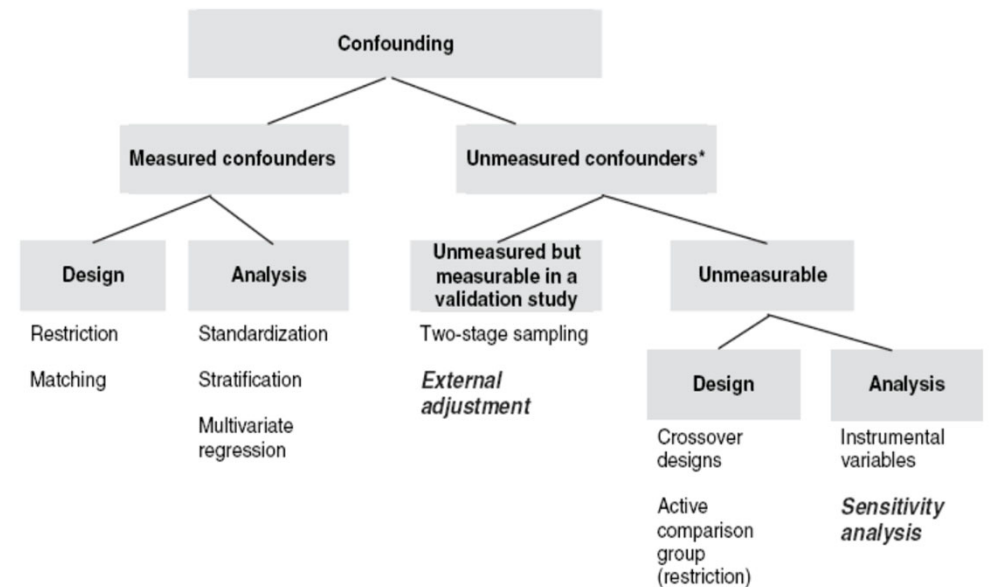 Confounding
Measured confounders
Unmeasured confounders*
Design
Restriction
Matching
Analysis
Standardization
Stratification
Multivariate
regression
Unmeasured but
measurable in a
validation study
Two-stage sampling
External
adjustment
Unmeasurable
Design
Crossover
designs
Active
comparison
group
(restriction)
Analysis
Instrumental
variables
Sensitivity
analysis